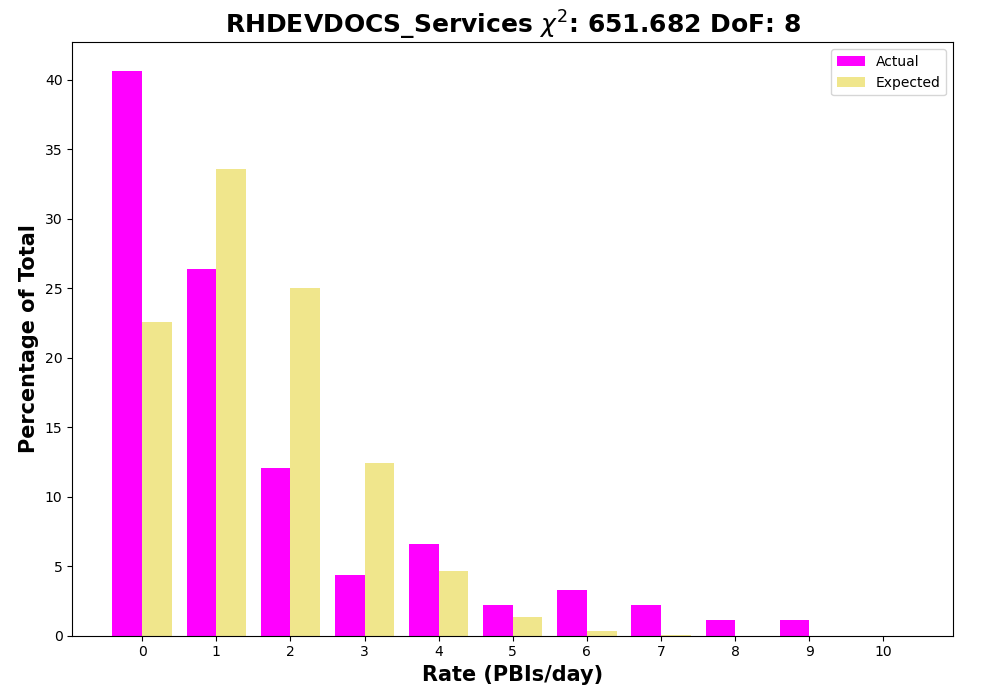 RHDEVDOCS_Services χ²: 651.682 DoF: 8
Actual
Expected
Percentage of Total
40
35
30
25
20
15
10
5
0
0 1 2 3 4 5 6 7 8 9 10
Rate (PBIs/day)